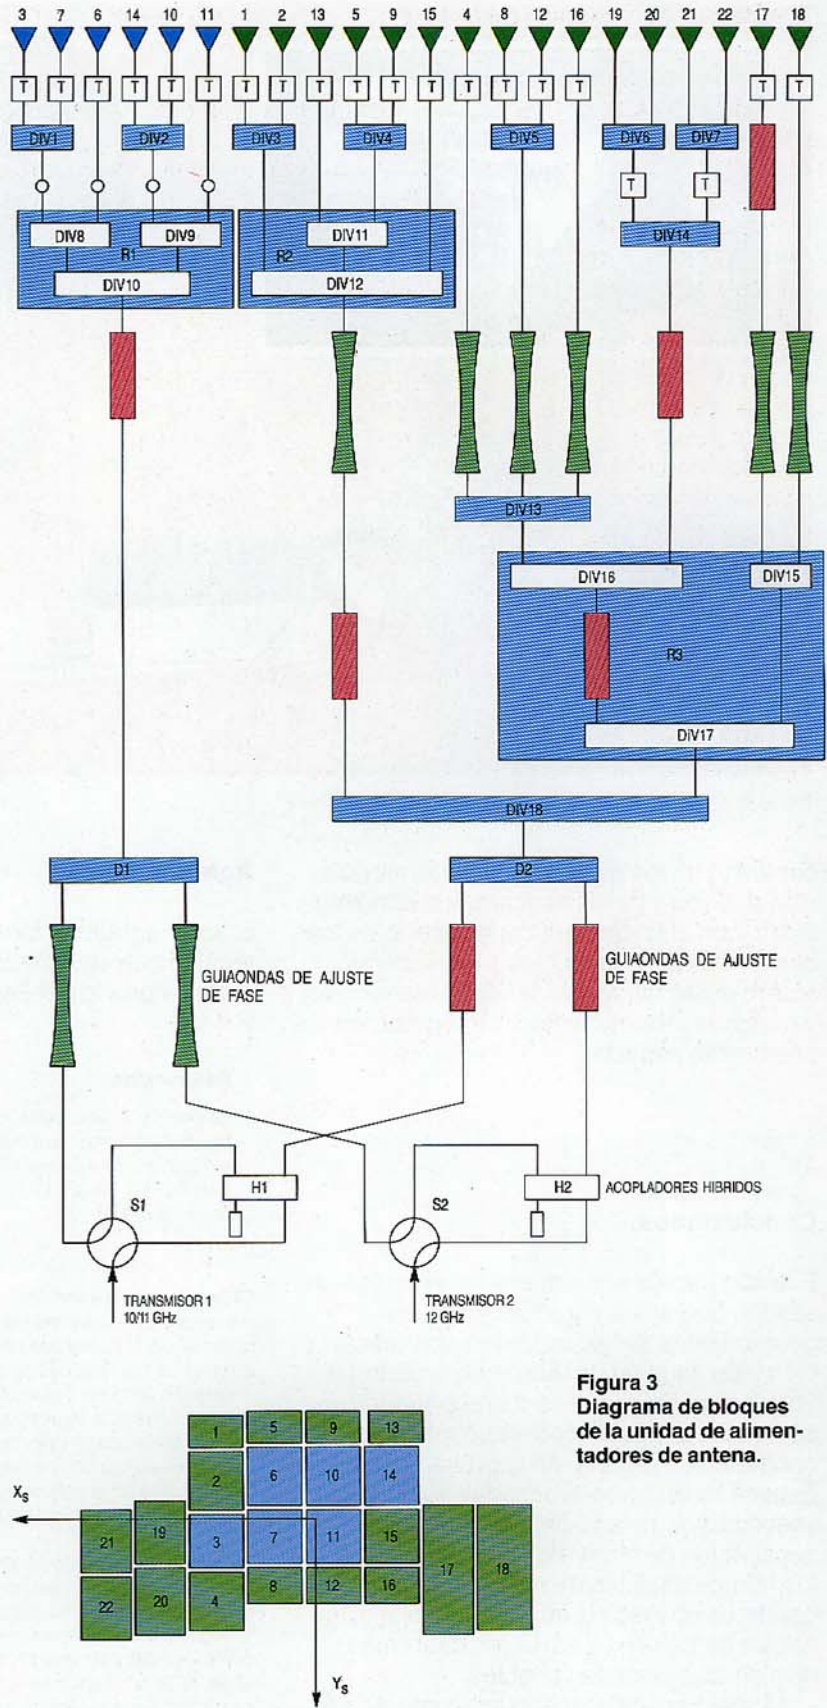 3 7 6 14 10 11 1 2 13 5 9 15 4 8 12 16 19 20 21 22 17 18
T T T T T T T T T T T T T T T T T T
DIV1 DIV2 DIV3 DIV4 DIV5 DIV6 DIV7
T T
DIV8 DIV9 DIV11 DIV14
R1 R2
DIV10 DIV12
DIV13
DIV16 DIV15
R3
DIV17
DIV18
D1 D2
GUIAONDAS DE AJUSTE
DE FASE
GUIAONDAS DE AJUSTE
DE FASE
H1 H2 ACOPLADORES HIBRIDOS
S1 S2
TRANSMISOR 1
10/11 GHz
TRANSMISOR 2
12 GHz
Figura 3
Diagrama de bloques
de la unidad de alimen-
tadores de antena.
1 5 9 13
2 6 10 14
XS
21 19 3 7 11 15 17 18
22 20 4 8 12 16
YS